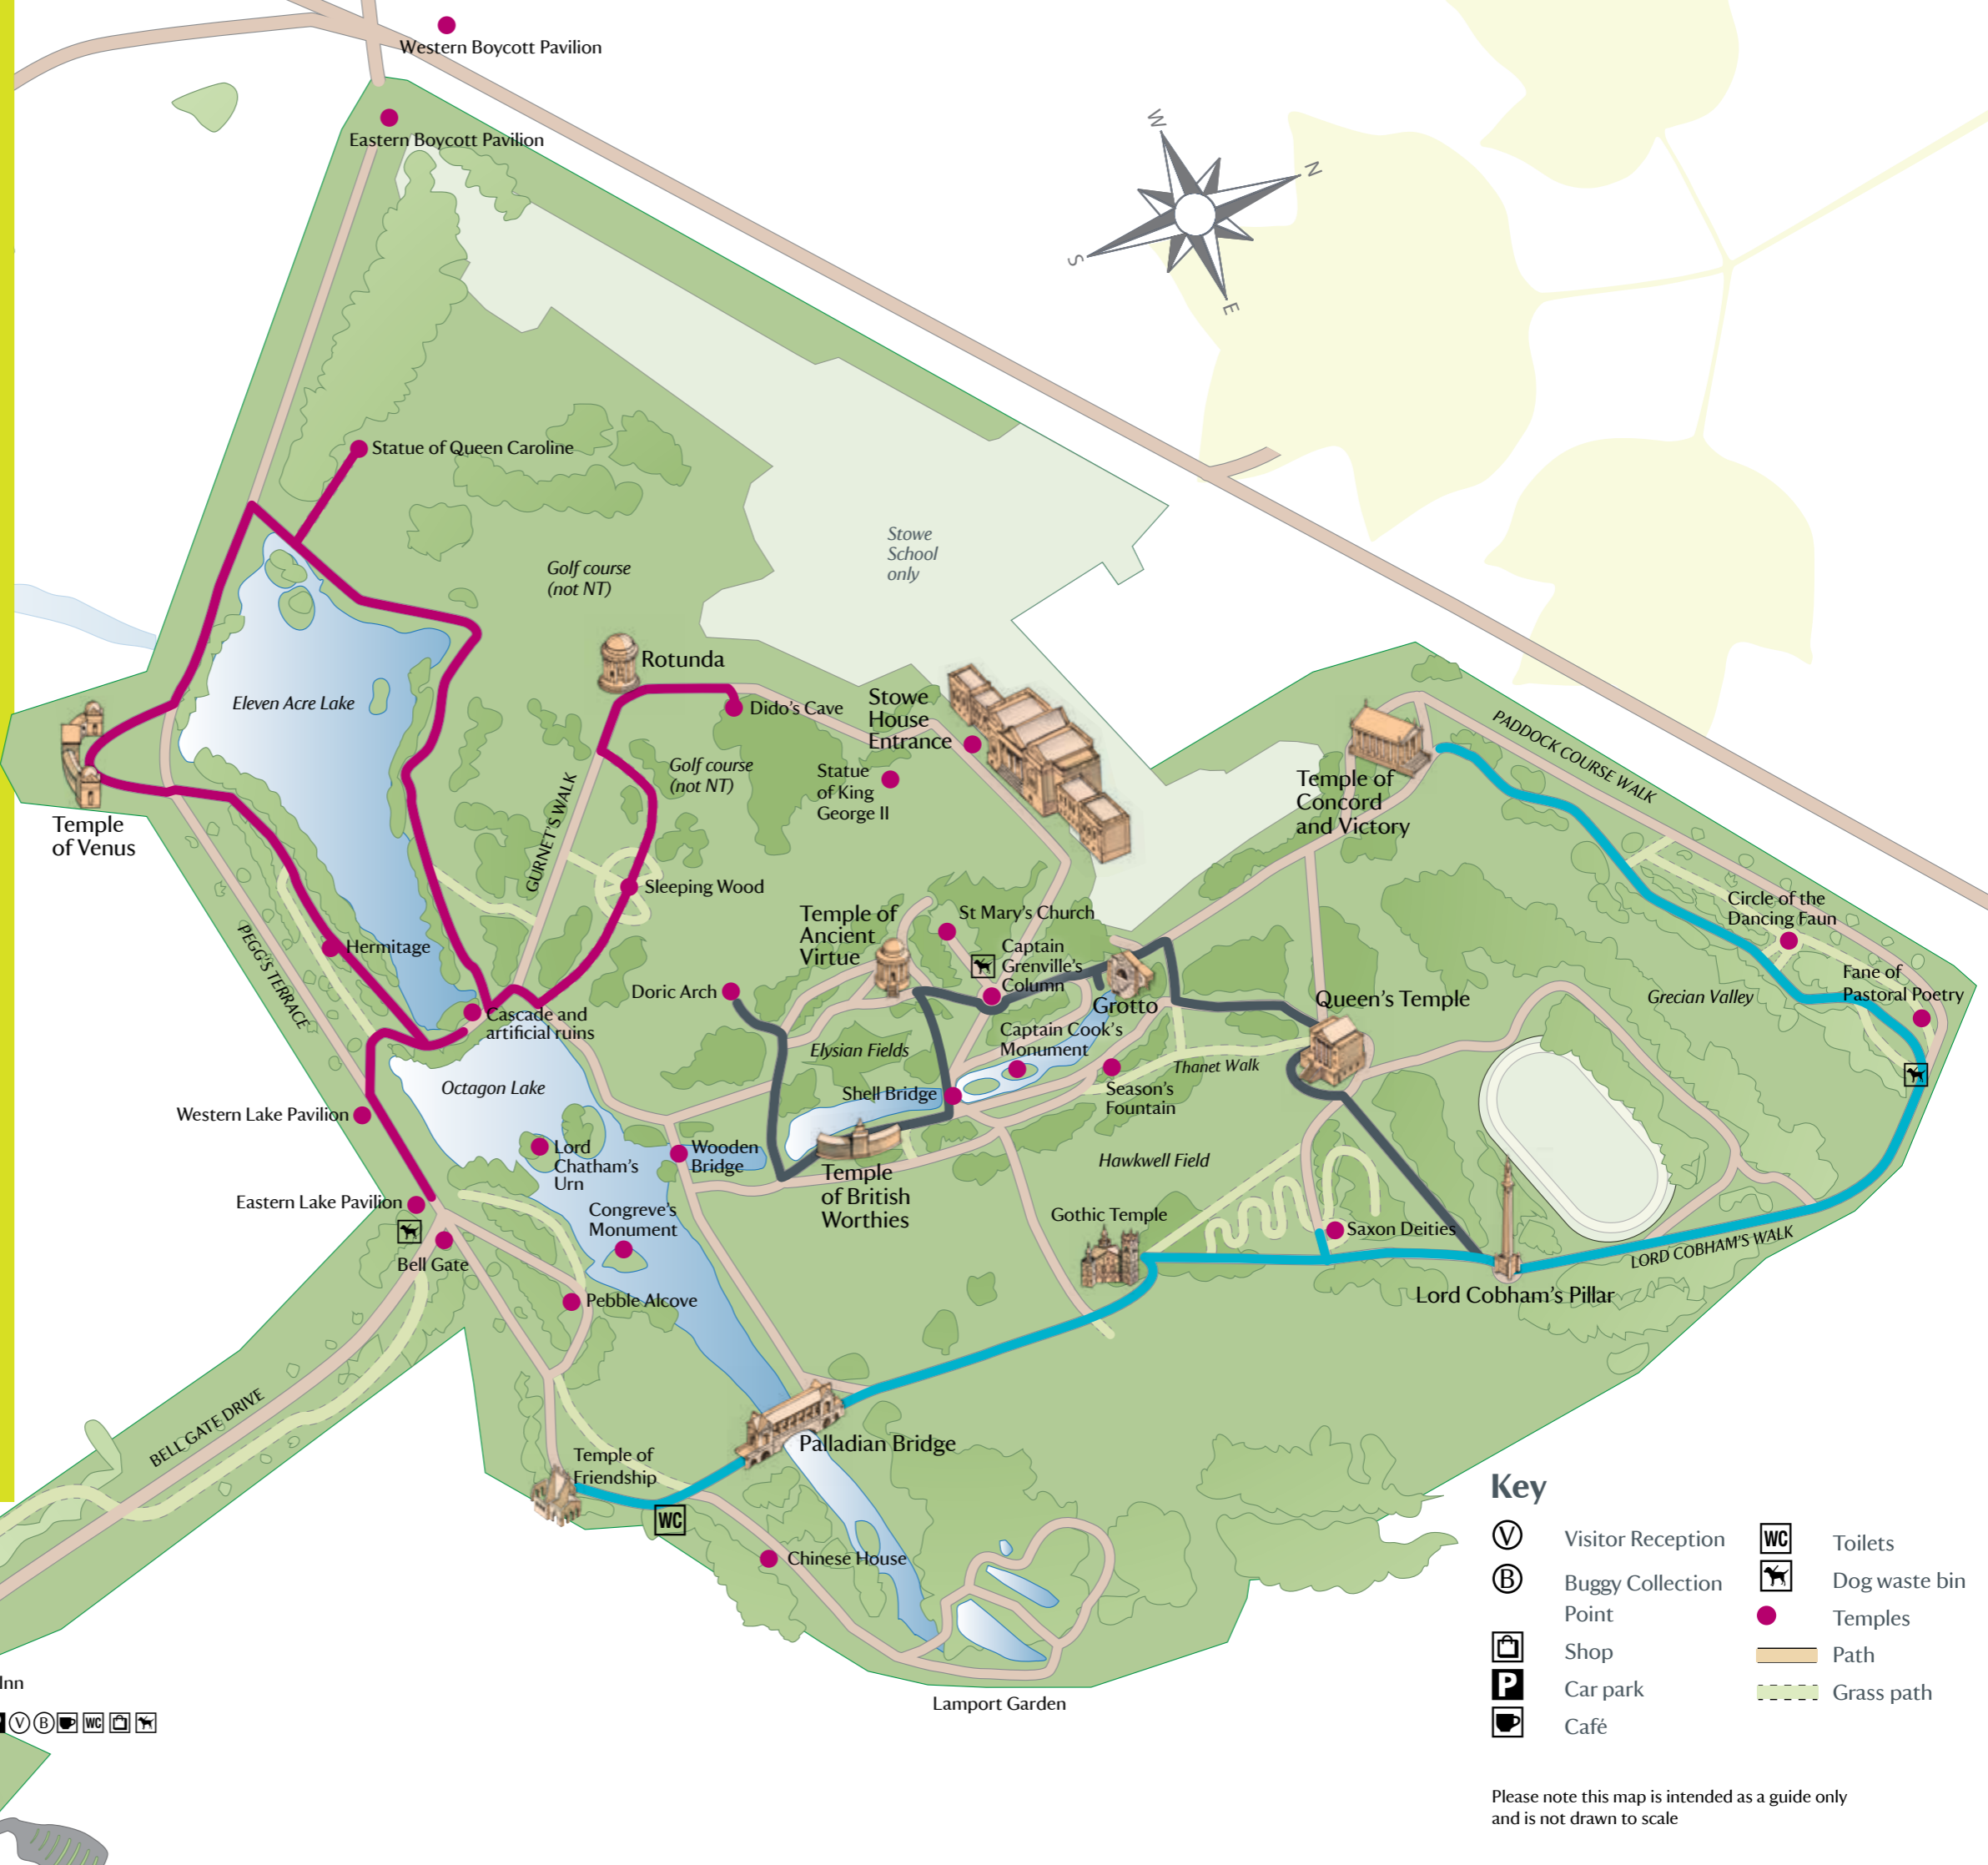 Western Boycott Pavilion
Eastern Boycott Pavilion
W
N
S
E
Statue of Queen Caroline
Stowe
School
only
Golf course
(not NT)
Rotunda
Eleven Acre Lake
Dido's Cave
Stowe
House
Entrance
PADDOCK COURSE WALK
Golf course
(not NT)
Statue
of King
George II
Temple of
Concord
and Victory
Temple
of Venus
GURNET'S WALK
Sleeping Wood
Circle of the
Dancing Faun
Temple of
Ancient
Virtue
St Mary's Church
Captain
Grenville's
Column
Hermitage
PEGG'S TERRACE
Fane of
Pastoral Poetry
Doric Arch
Grotto
Queen's Temple
Grecian Valley
Cascade and
artificial ruins
Captain Cook's
Monument
Elysian Fields
Thanet Walk
Octagon Lake
Shell Bridge
Season's
Fountain
Western Lake Pavilion
Lord
Chatham's
Urn
Wooden
Bridge
Hawkwell Field
Temple
of British
Worthies
Eastern Lake Pavilion
Congreve's
Monument
Gothic Temple
Saxon Deities
LORD COBHAM'S WALK
Bell Gate
Pebble Alcove
Lord Cobham's Pillar
BELL GATE DRIVE
Palladian Bridge
Temple of
Friendship
WC
Chinese House
Lamport Garden
Inn
V B WC
Key
V Visitor Reception
B Buggy Collection
Point
Shop
P Car park
Café
WC Toilets
Dog waste bin
Temples
Path
Grass path
Please note this map is intended as a guide only
and is not drawn to scale